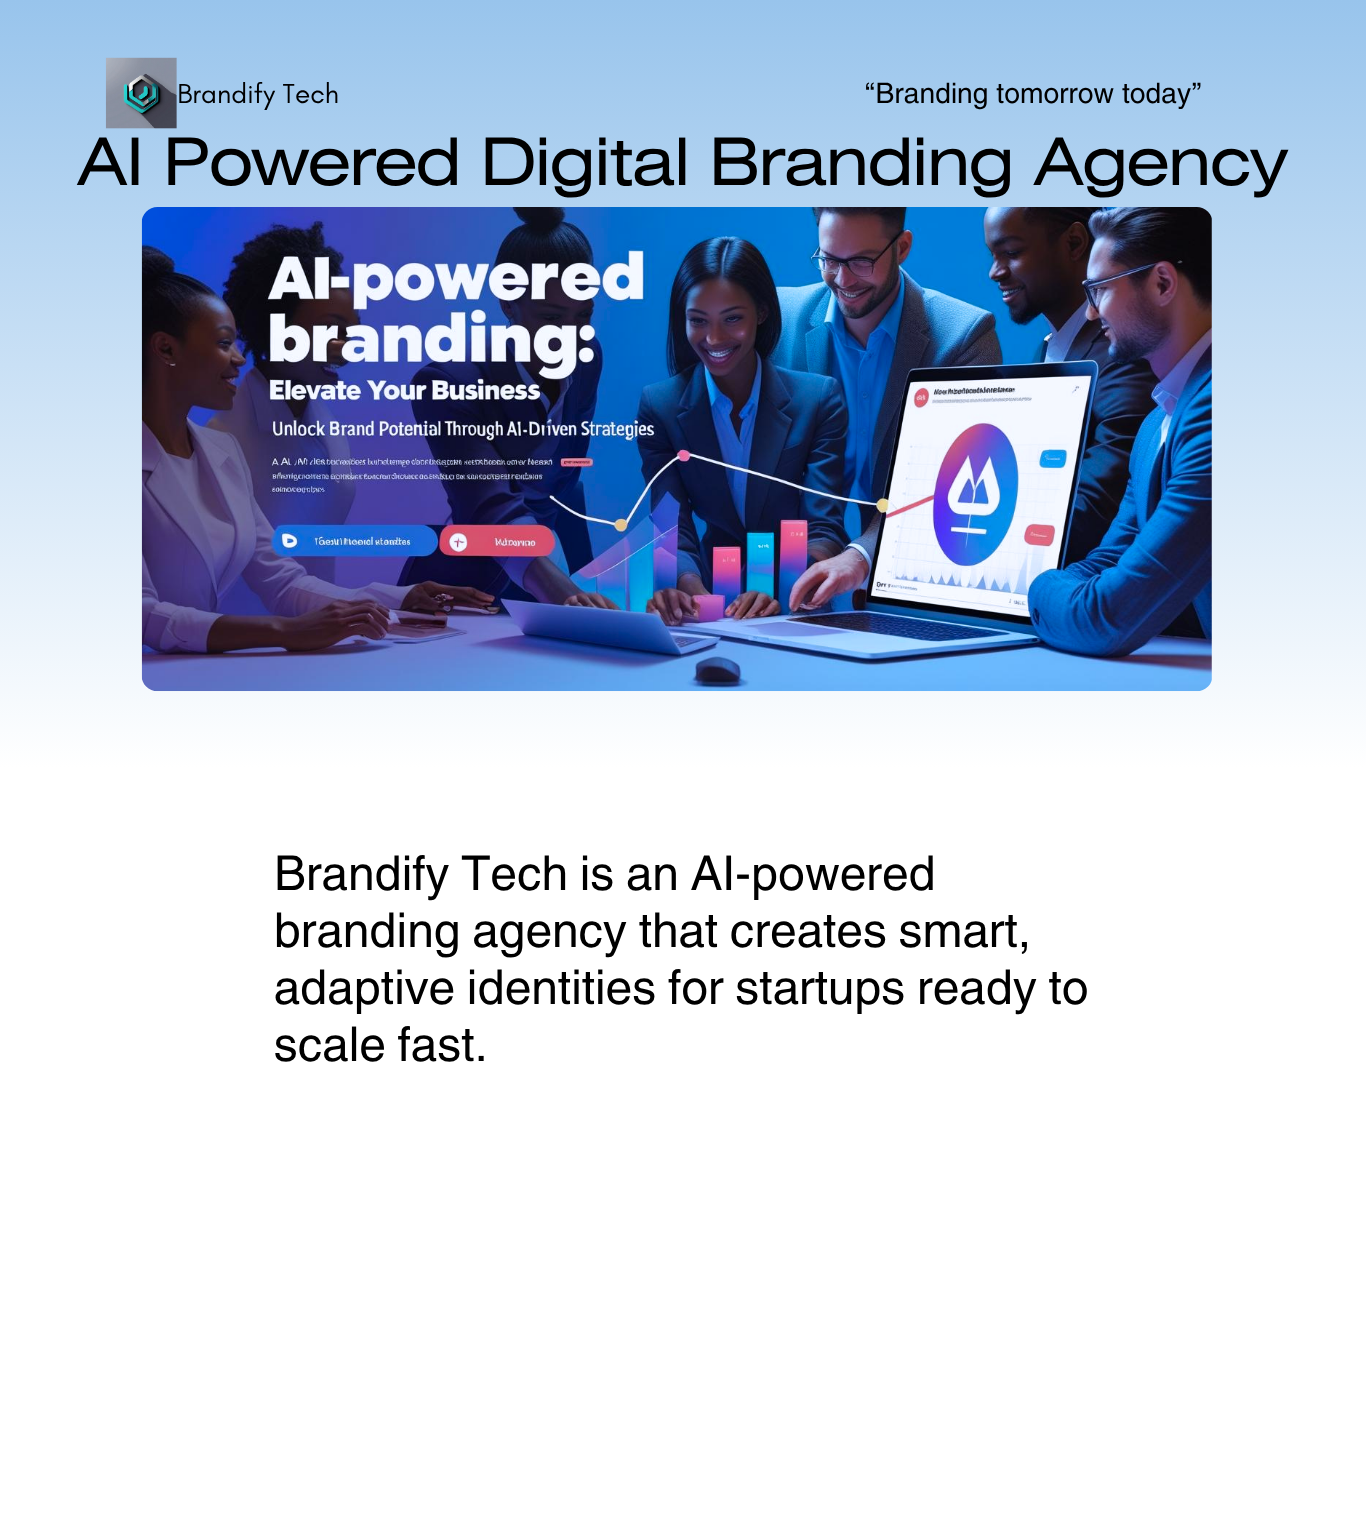 Brandify Tech
“Branding tomorrow today”
AI Powered Digital Branding Agency
AI-powered
branding:
Elevate Your Business
Unlock Brand Potential Through AI-Driven Strategies
Brandify Tech is an AI-powered
branding agency that creates smart,
adaptive identities for startups ready to
scale fast.